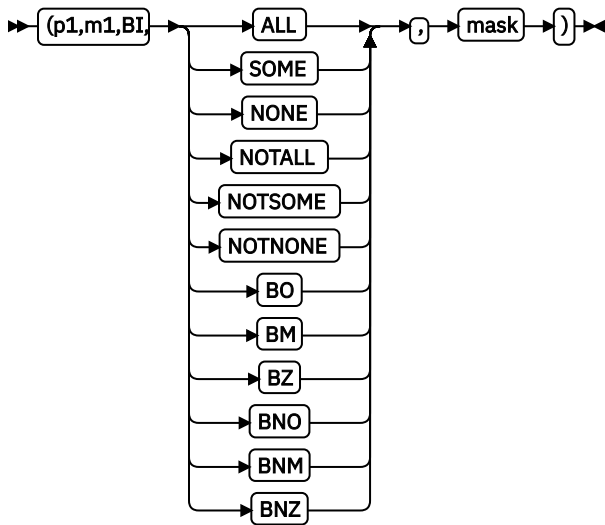 (p1,m1,BI, ALL , mask )
SOME
NONE
NOTALL
NOTSOME
NOTNONE
BO
BM
BZ
BNO
BNM
BNZ